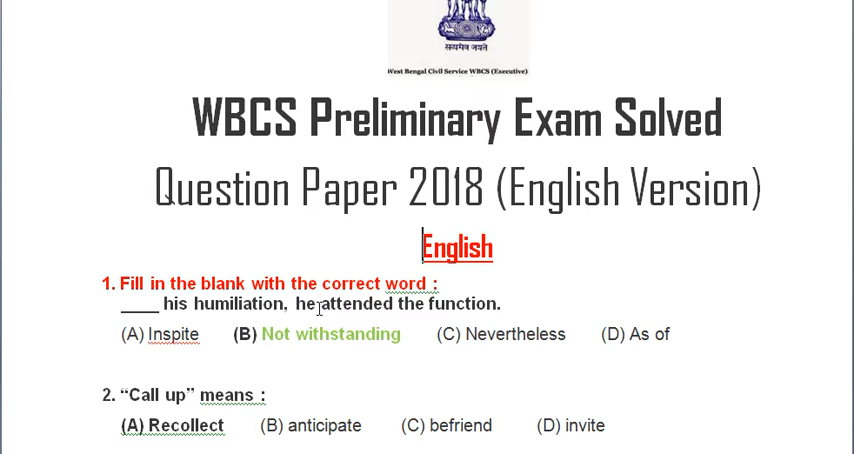 सत्यमेव जयते
West Bengal Civil Service WBCS (Executive)
WBCS Preliminary Exam Solved
Question Paper 2018 (English Version)
English
1. Fill in the blank with the correct word :
____ his humiliation, he attended the function.
(A) Inspite (B) Not withstanding (C) Nevertheless (D) As of
2. “Call up” means :
(A) Recollect (B) anticipate (C) befriend (D) invite